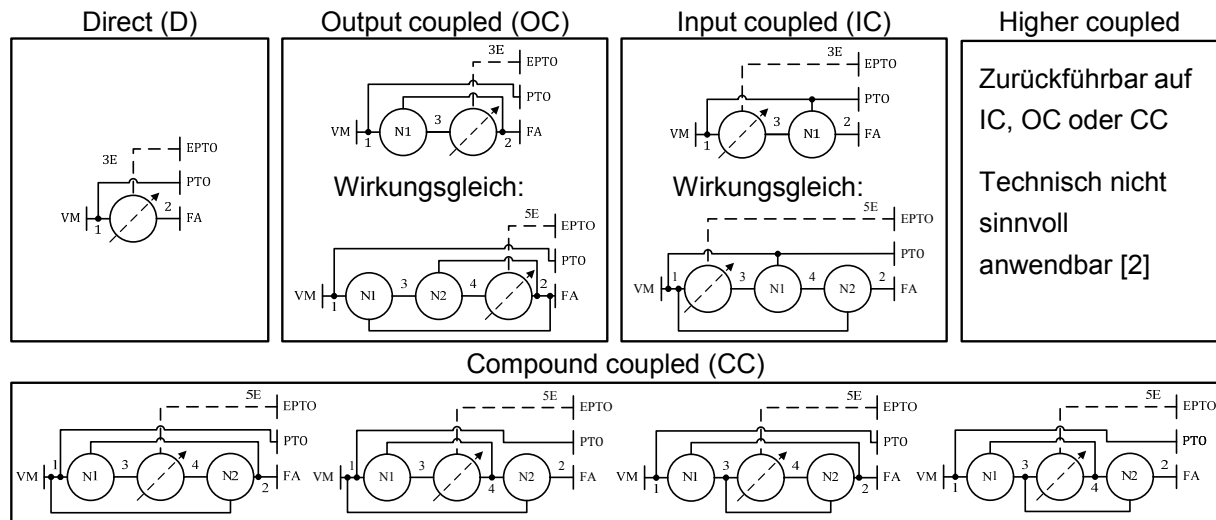 Direct (D)
Output coupled (OC)
Input coupled (IC)
Higher coupled
3E
EPTO
PTO
VM
1
2
FA
3E
EPTO
PTO
VM
1
N1
3
2
FA
Wirkungsgleich:
5E
EPTO
PTO
VM
1
N1
3
N2
4
2
FA
3E
EPTO
PTO
VM
1
3
N1
2
FA
Wirkungsgleich:
5E
EPTO
PTO
VM
1
3
N1
4
N2
2
FA
Zurückführbar auf
IC, OC oder CC
Technisch nicht
sinnvoll
anwendbar [2]
Compound coupled (CC)
5E
EPTO
PTO
VM
1
N1
3
4
N2
2
FA
5E
EPTO
PTO
VM
1
N1
3
4
N2
2
FA
5E
EPTO
PTO
VM
1
N1
3
4
N2
2
FA
5E
EPTO
PTO
VM
1
N1
3
4
N2
2
FA